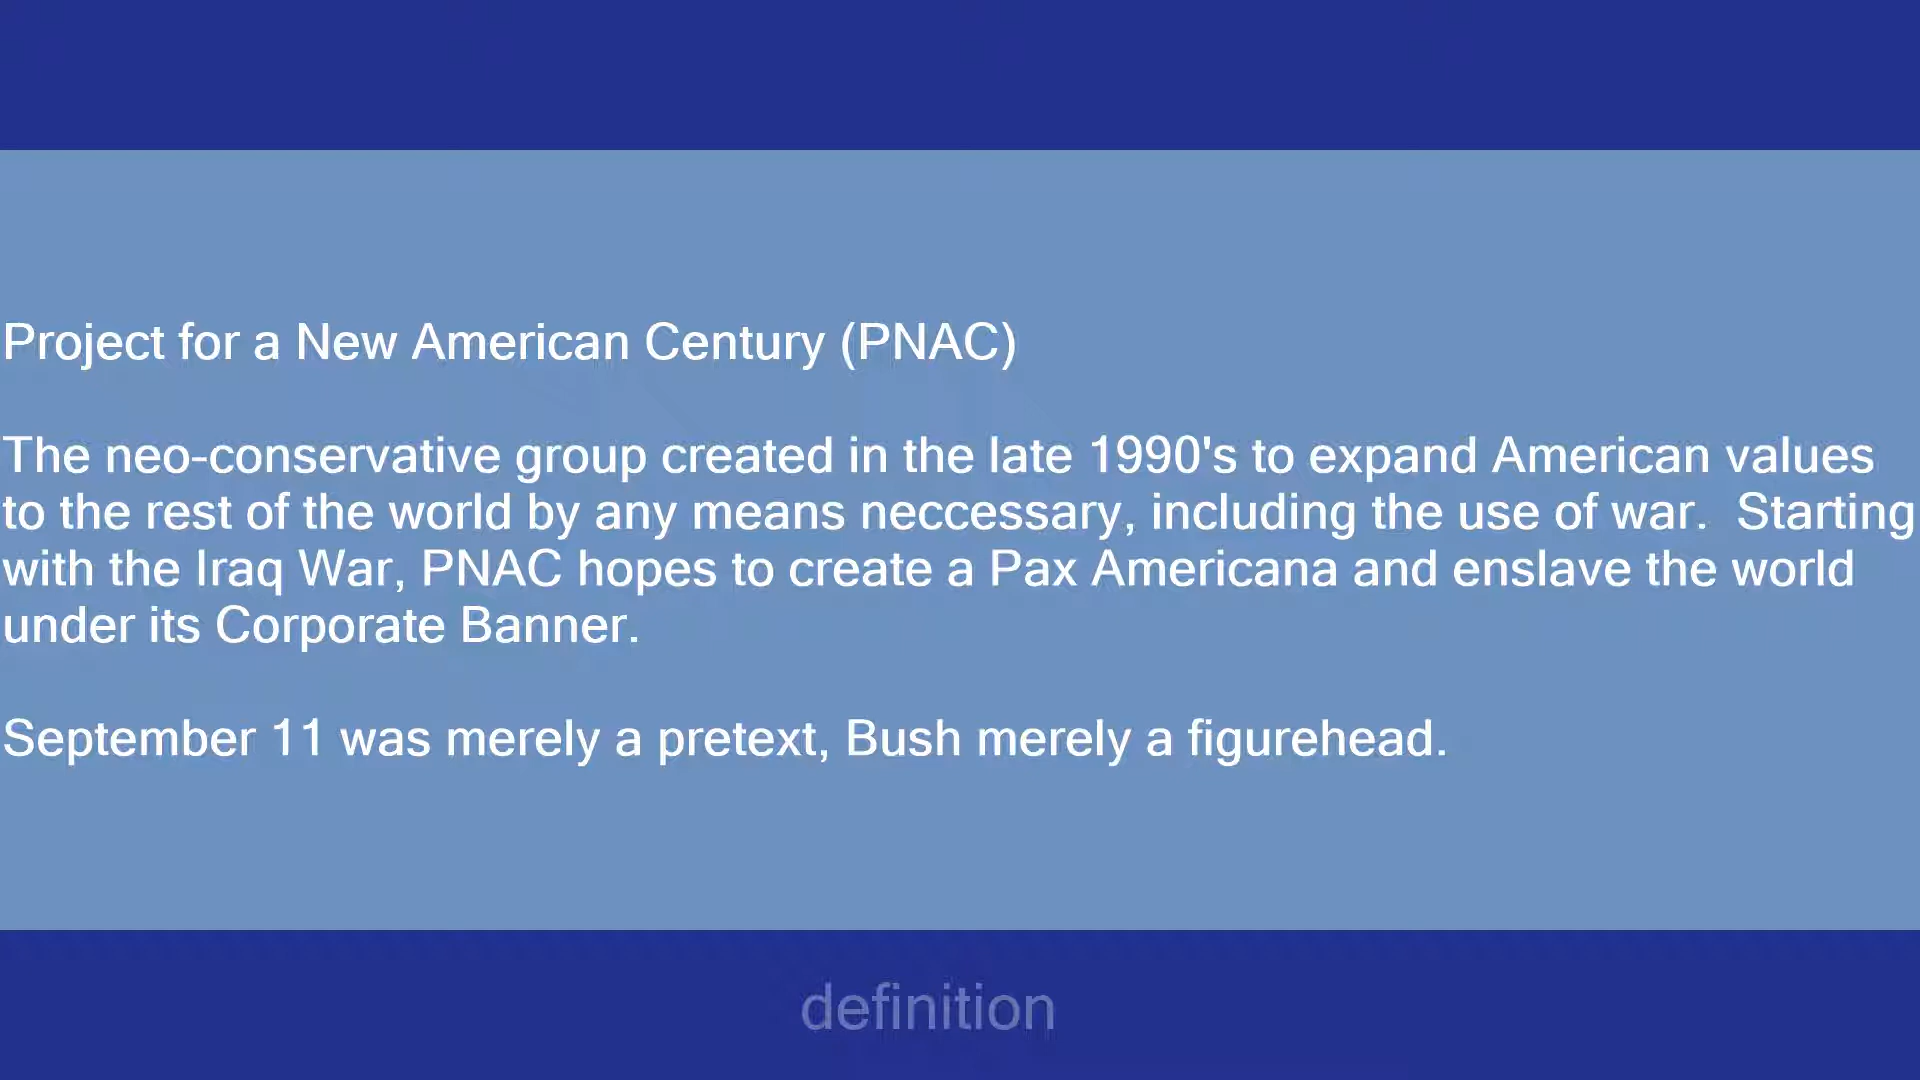 Project for a New American Century (PNAC)
The neo-conservative group created in the late 1990's to expand American values
to the rest of the world by any means neccessary, including the use of war.  Starting
with the Iraq War, PNAC hopes to create a Pax Americana and enslave the world
under its Corporate Banner.
September 11 was merely a pretext, Bush merely a figurehead.
definition